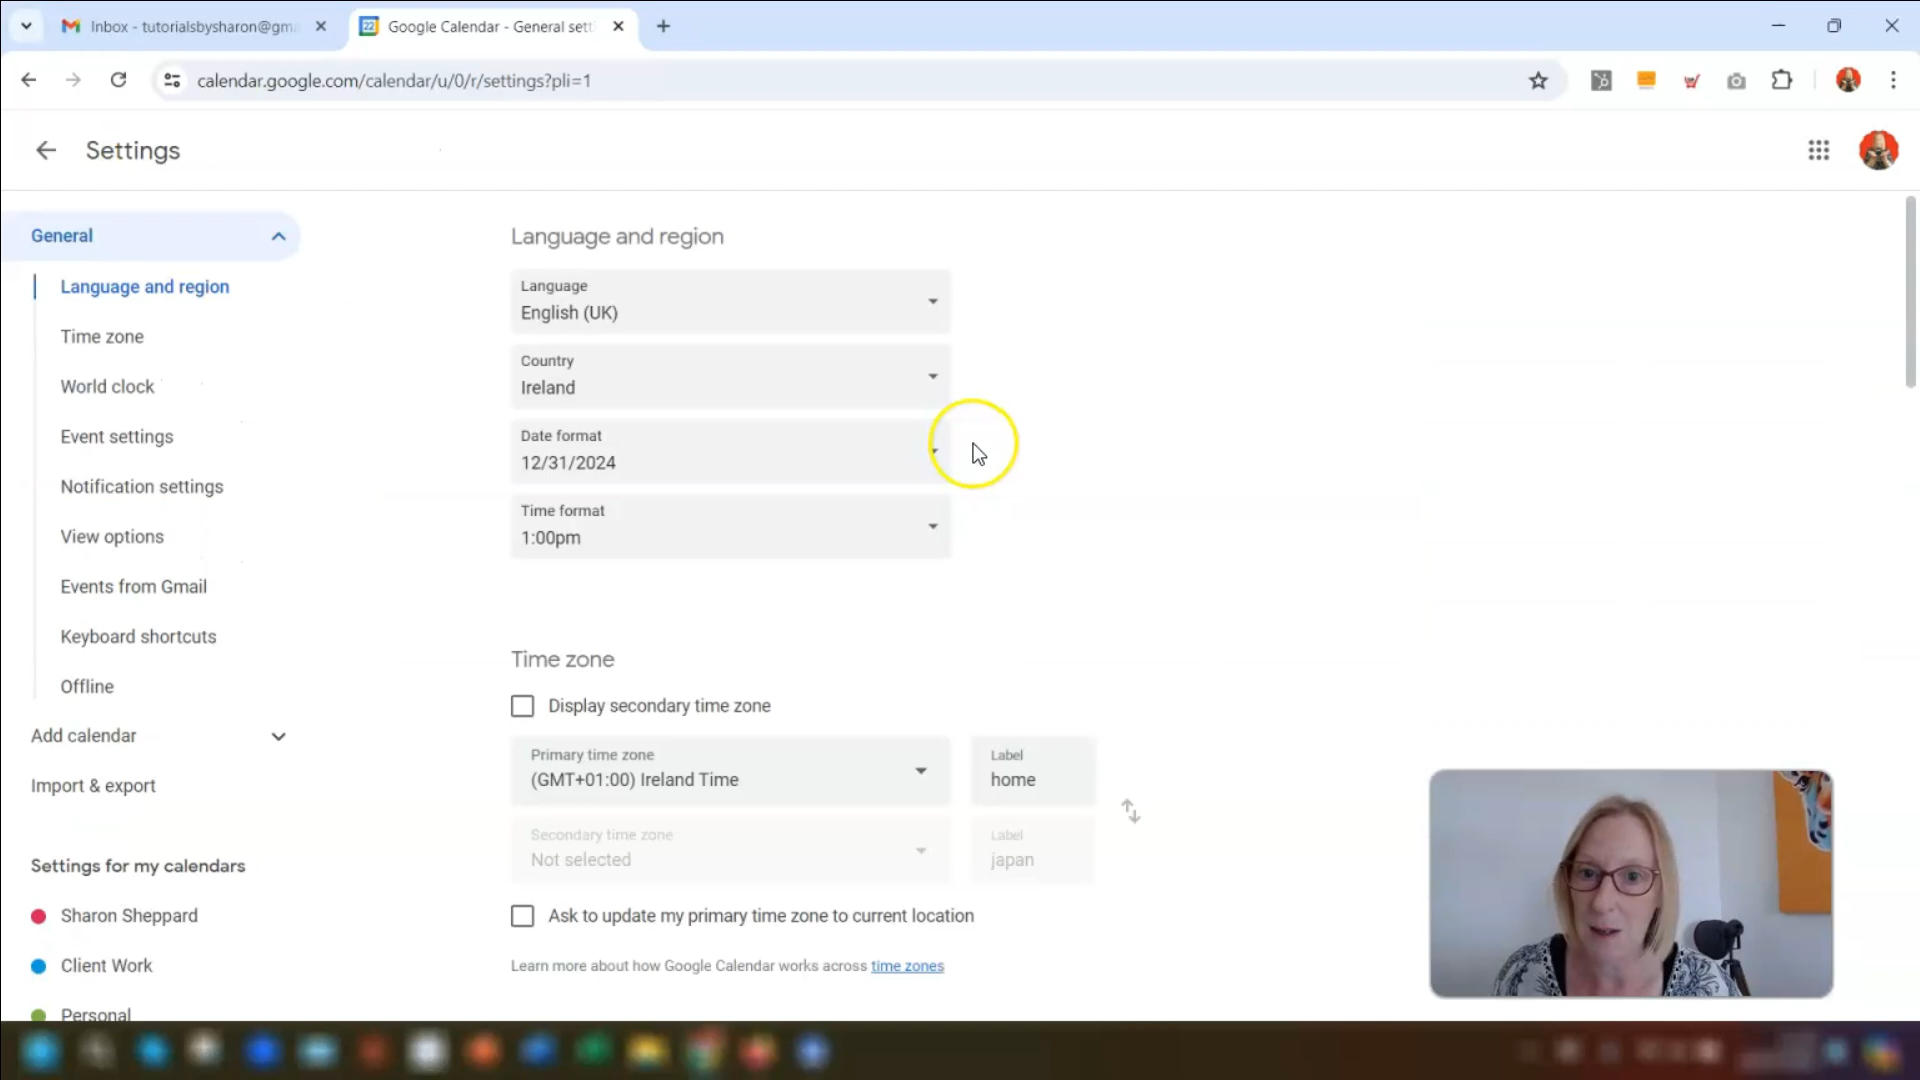 Inbox - tutorialsbysharon@gm
Google Calendar - General sett
calendar.google.com/calendar/u/0/r/settings?pli=1
Settings
General
Language and region
Time zone
World clock
Event settings
Notification settings
View options
Events from Gmail
Keyboard shortcuts
Offline
Add calendar
Import & export
Settings for my calendars
Sharon Sheppard
Client Work
Personal
Language and region
Language
English (UK)
Country
Ireland
Date format
12/31/2024
Time format
1:00pm
Time zone
Display secondary time zone
Primary time zone
(GMT+01:00) Ireland Time
Label
home
Secondary time zone
Not selected
Label
japan
Ask to update my primary time zone to current location
Learn more about how Google Calendar works across time zones